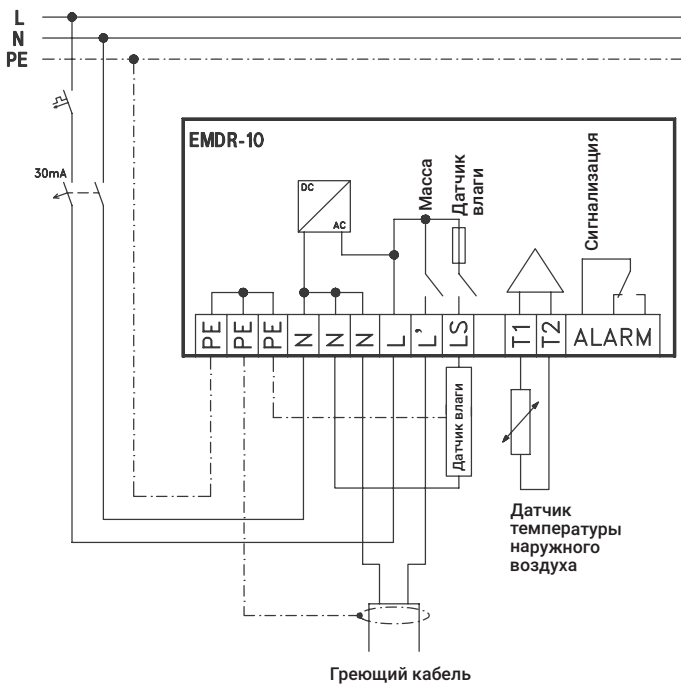 L
N
PE
EMDR-10
30mA
DC
AC
Масса
Датчик
влаги
Сигнализация
PE
PE
PE
N
N
N
L
L'
LS
T1
T2
ALARM
Датчик влаги
Датчик
температуры
наружного
воздуха
Греющий кабель